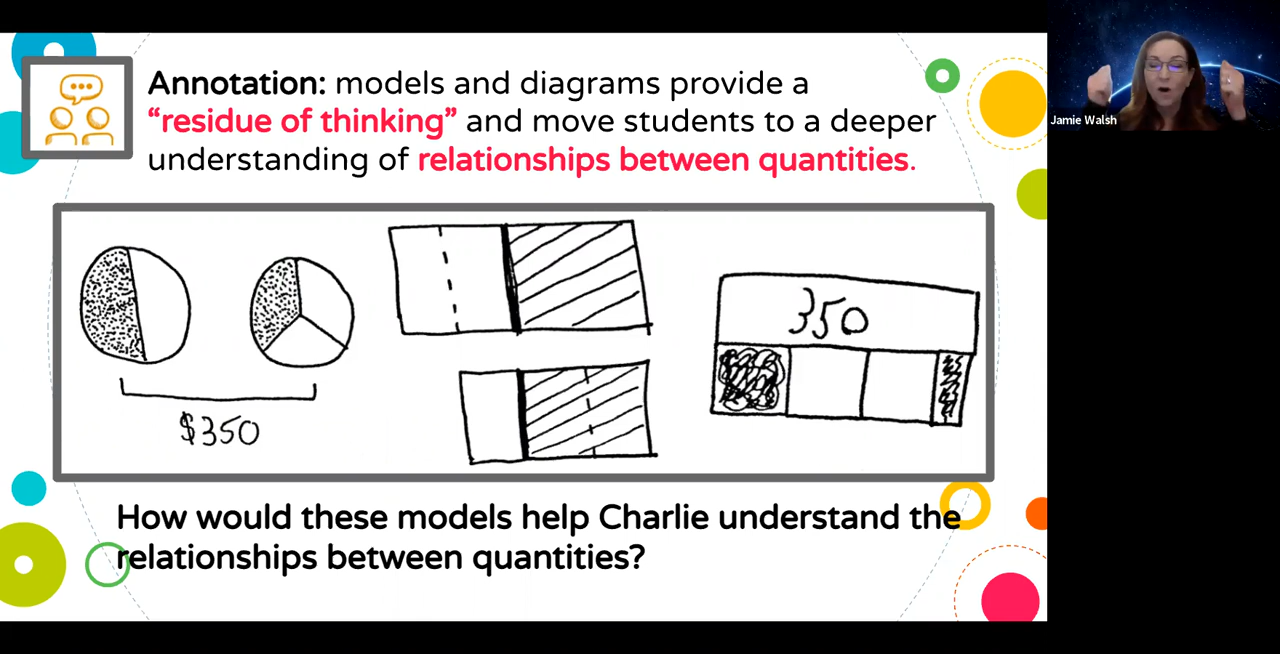 Annotation: models and diagrams provide a
“residue of thinking” and move students to a deeper
understanding of relationships between quantities.
Jamie Walsh
$350
350
How would these models help Charlie understand the
relationships between quantities?